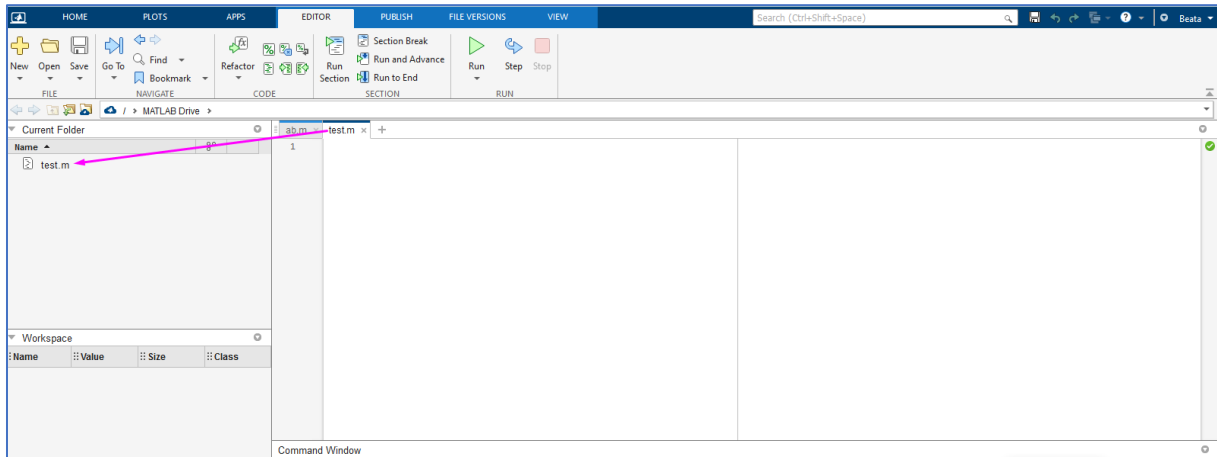 HOME PLOTS APPS EDITOR PUBLISH FILE VERSIONS VIEW Search (Ctrl+Shift+Space) ? Beata
New Open Save Go To Find Bookmark Refactor Run Section Section Break Run and Advance Run to End Run Step Stop
FILE NAVIGATE CODE SECTION RUN
/ > MATLAB Drive >
Current Folder
Name
test.m
ab.m × test.m × +
1
Workspace
Name Value Size Class
Command Window